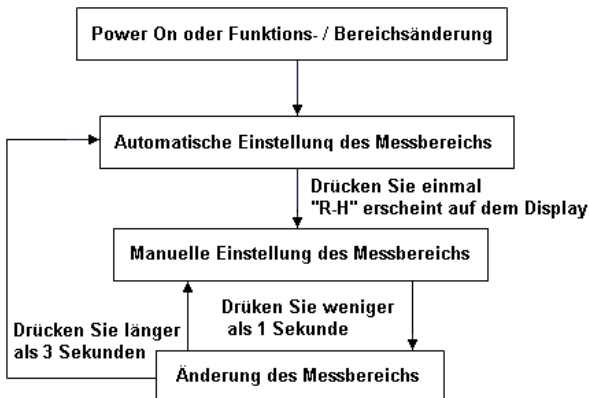 Power On oder Funktions- / Bereichsänderung
Automatische Einstellung des Messbereichs
Drücken Sie einmal
"R-H" erscheint auf dem Display
Manuelle Einstellung des Messbereichs
Drüken Sie weniger
als 1 Sekunde
Drücken Sie länger
als 3 Sekunden
Änderung des Messbereichs